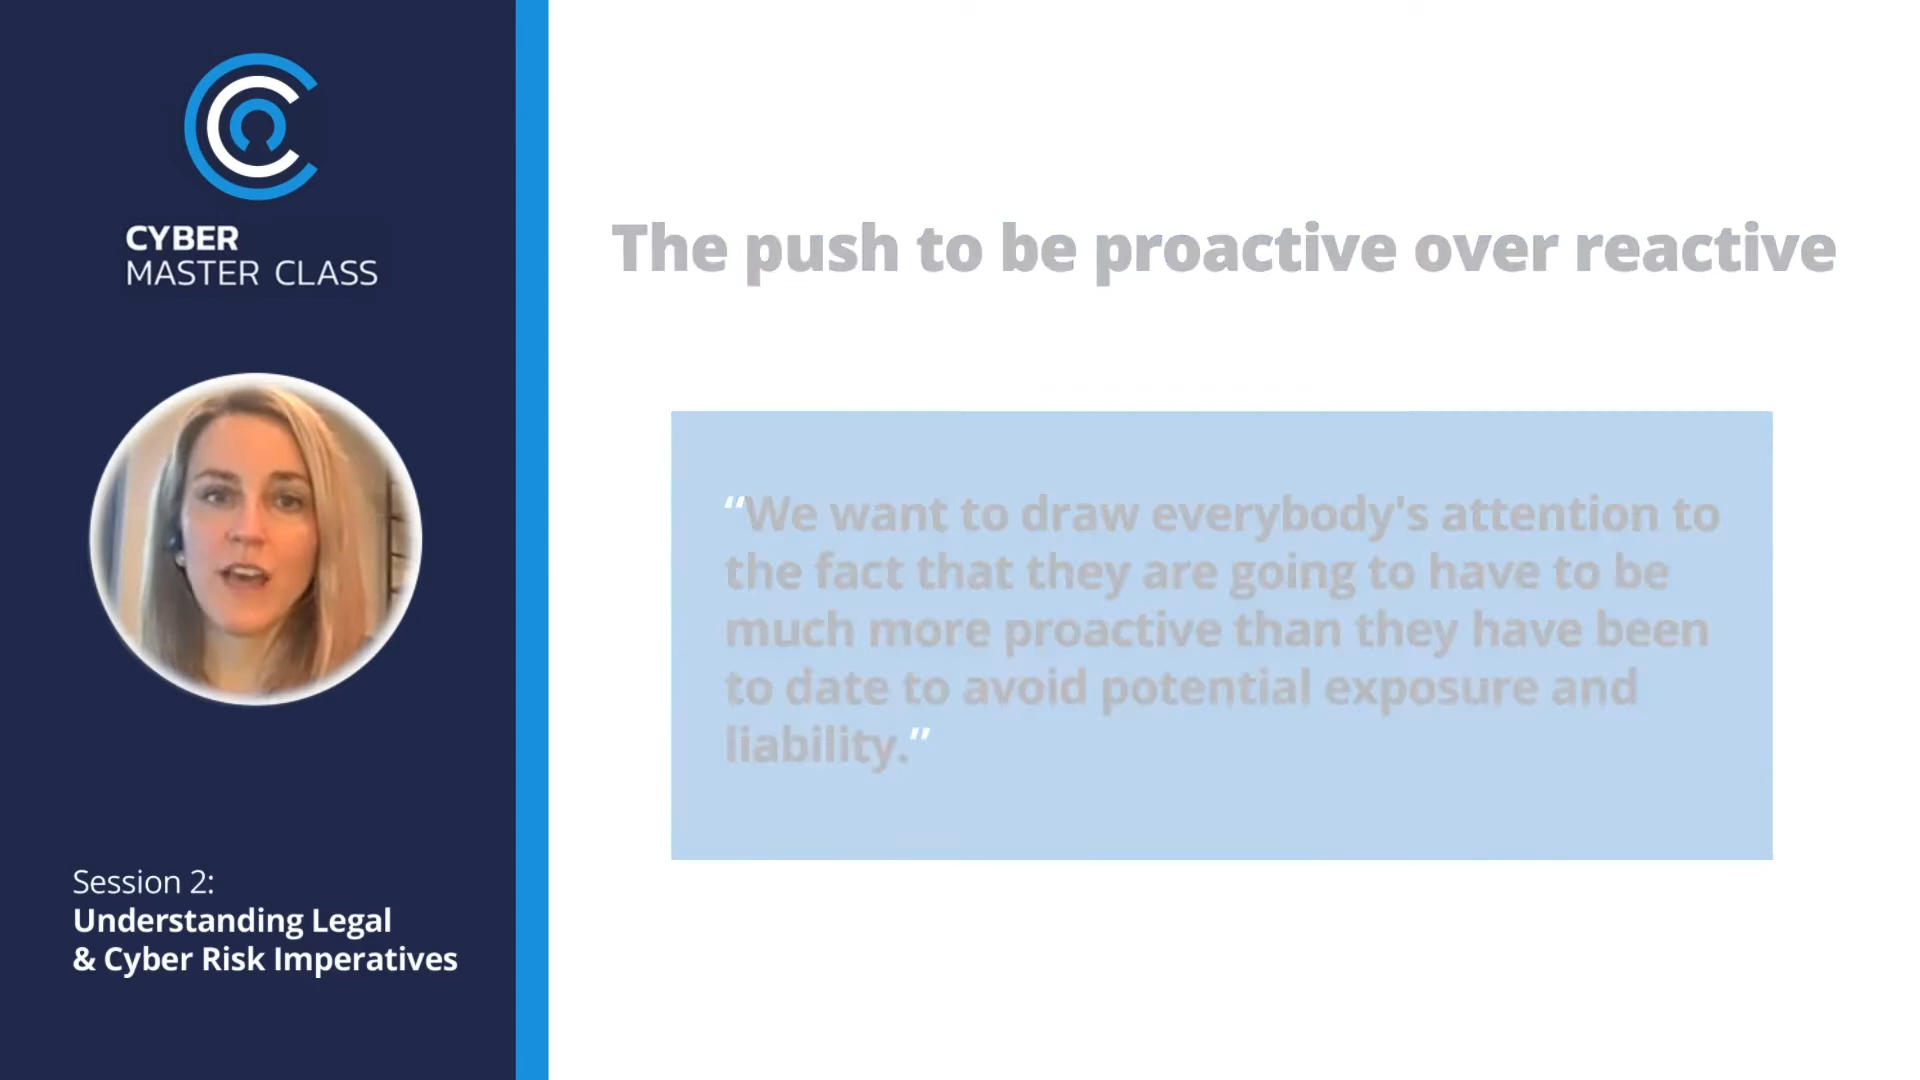 CYBER
MASTER CLASS
Session 2:
Understanding Legal
& Cyber Risk Imperatives
The push to be proactive over reactive
“We want to draw everybody's attention to
the fact that they are going to have to be
much more proactive than they have been
to date to avoid potential exposure and
liability.”